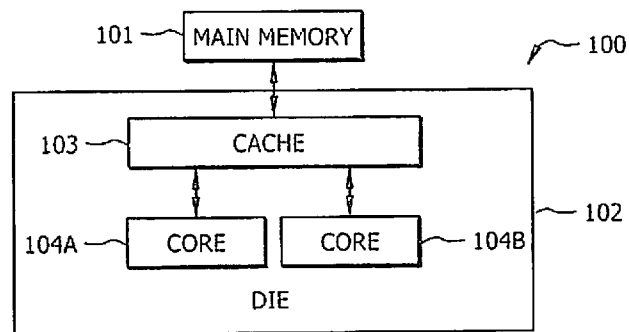 101
MAIN MEMORY
100
103
CACHE
102
104A
CORE
CORE
104B
DIE